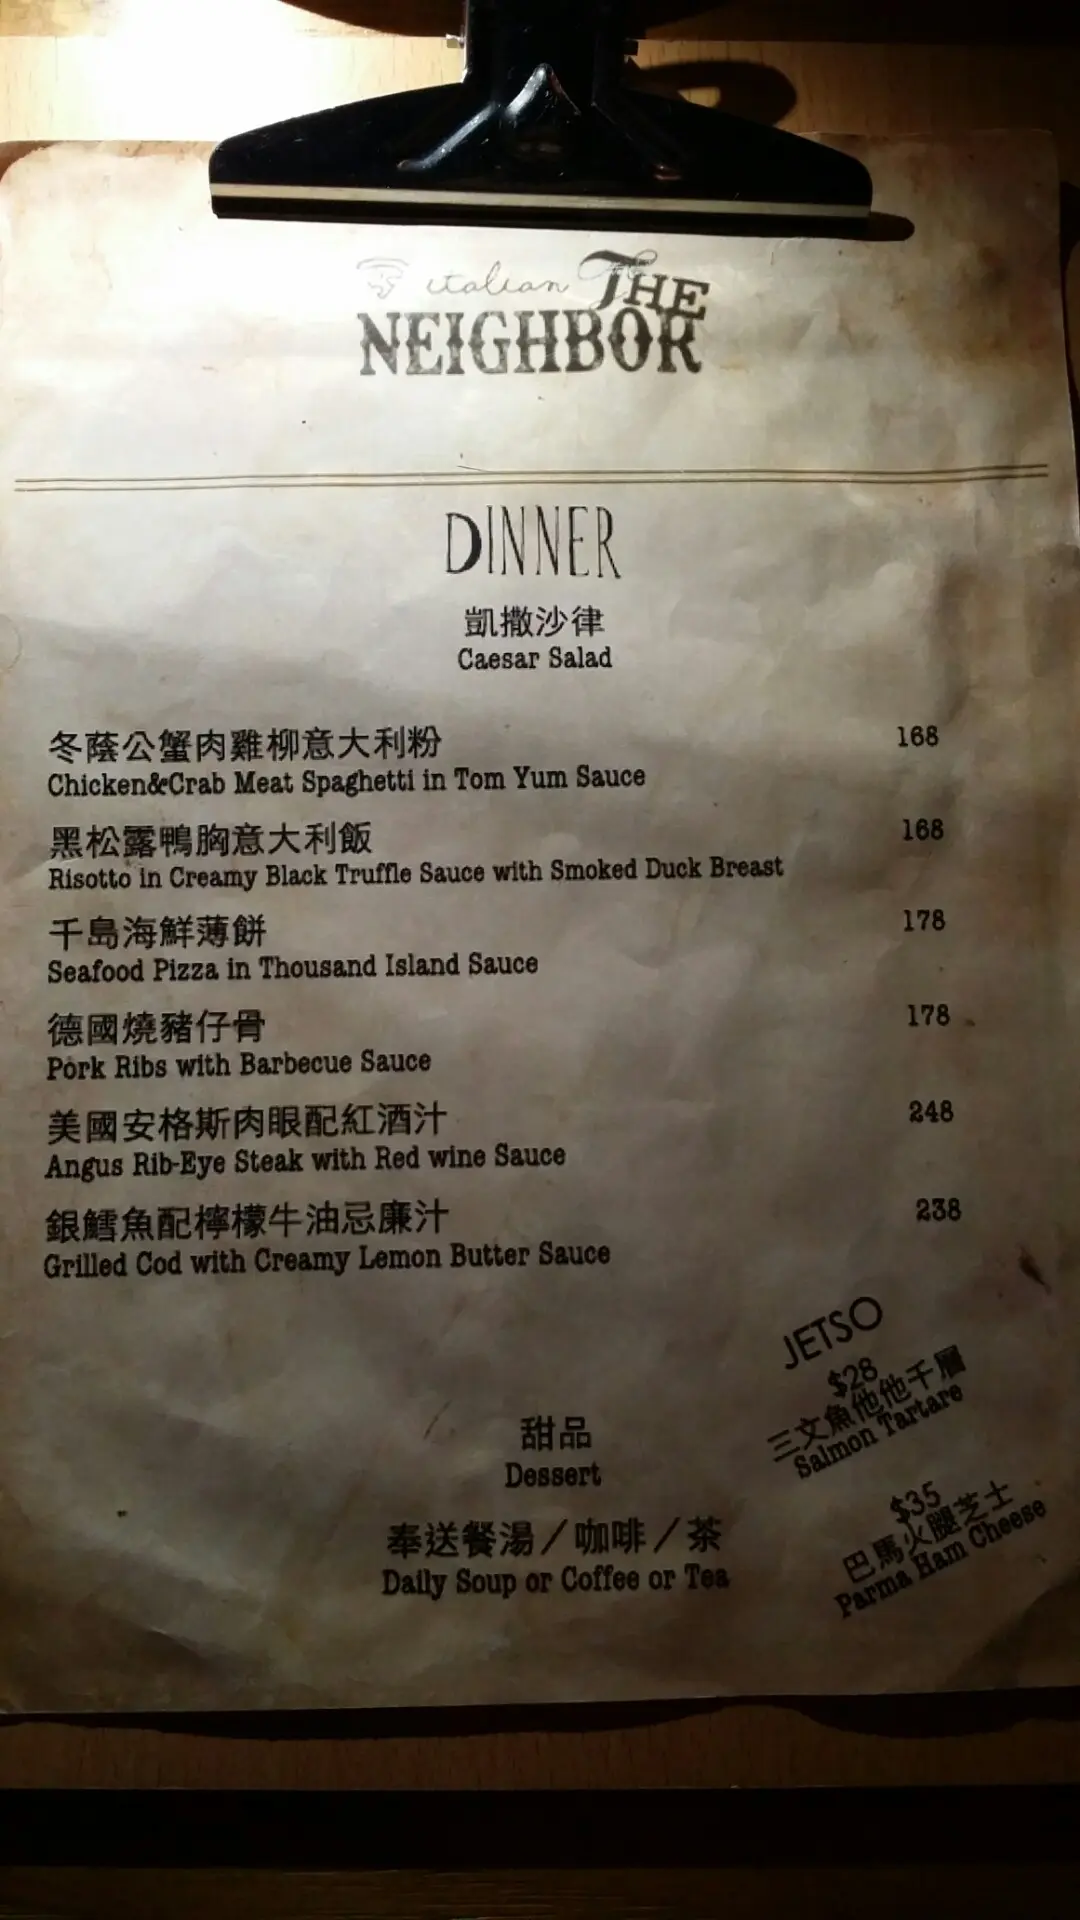 italian THE
NEIGHBOR
DINNER
凱撒沙律
Caesar Salad
冬蔭公蟹肉雞柳意大利粉 168
Chicken&Crab Meat Spaghetti in Tom Yum Sauce
黑松露鴨胸意大利飯 168
Risotto in Creamy Black Truffle Sauce with Smoked Duck Breast
千島海鮮薄餅 178
Seafood Pizza in Thousand Island Sauce
德國燒豬仔骨 178
Pork Ribs with Barbecue Sauce
美國安格斯肉眼配紅酒汁 248
Angus Rib-Eye Steak with Red wine Sauce
銀鱈魚配檸檬牛油忌廉汁 238
Grilled Cod with Creamy Lemon Butter Sauce
JETSO
$28
三文魚他他千層
Salmon Tartare
$35
巴馬火腿芝士
Parma Ham Cheese
甜品
Dessert
奉送餐湯／咖啡／茶
Daily Soup or Coffee or Tea